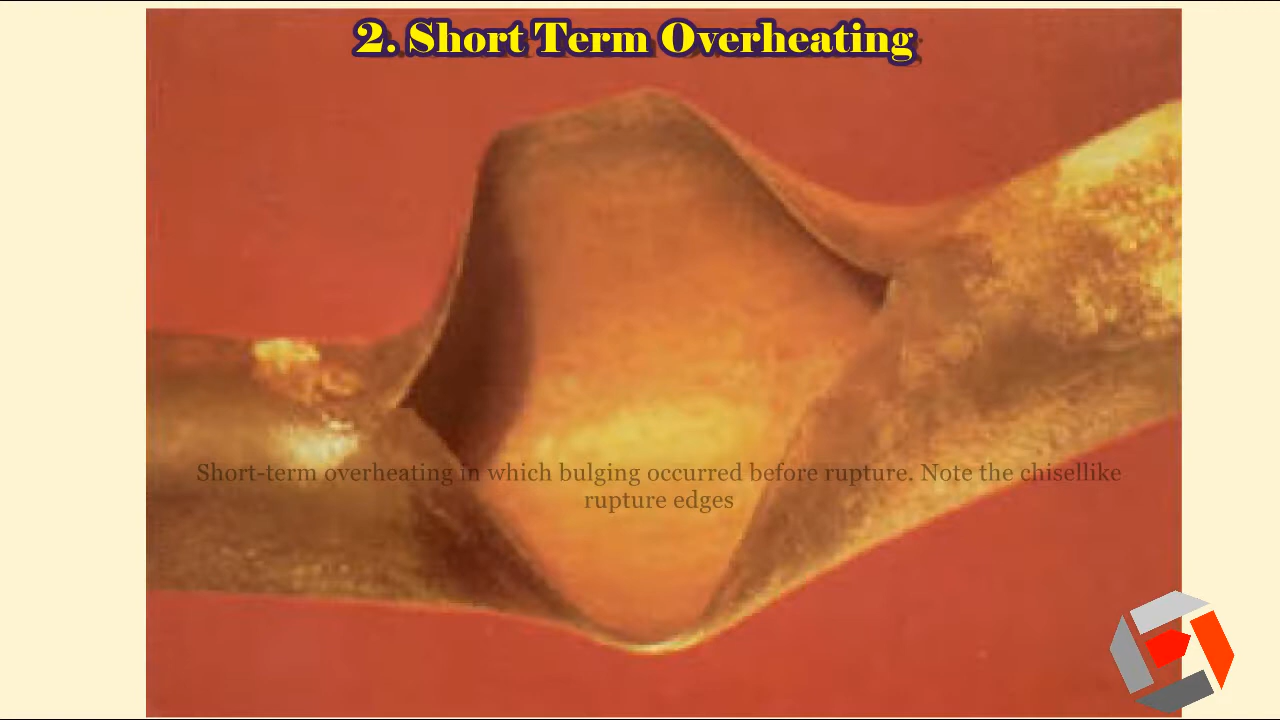 2. Short Term Overheating
Short-term overheating in which bulging occurred before rupture. Note the chisellike
rupture edges